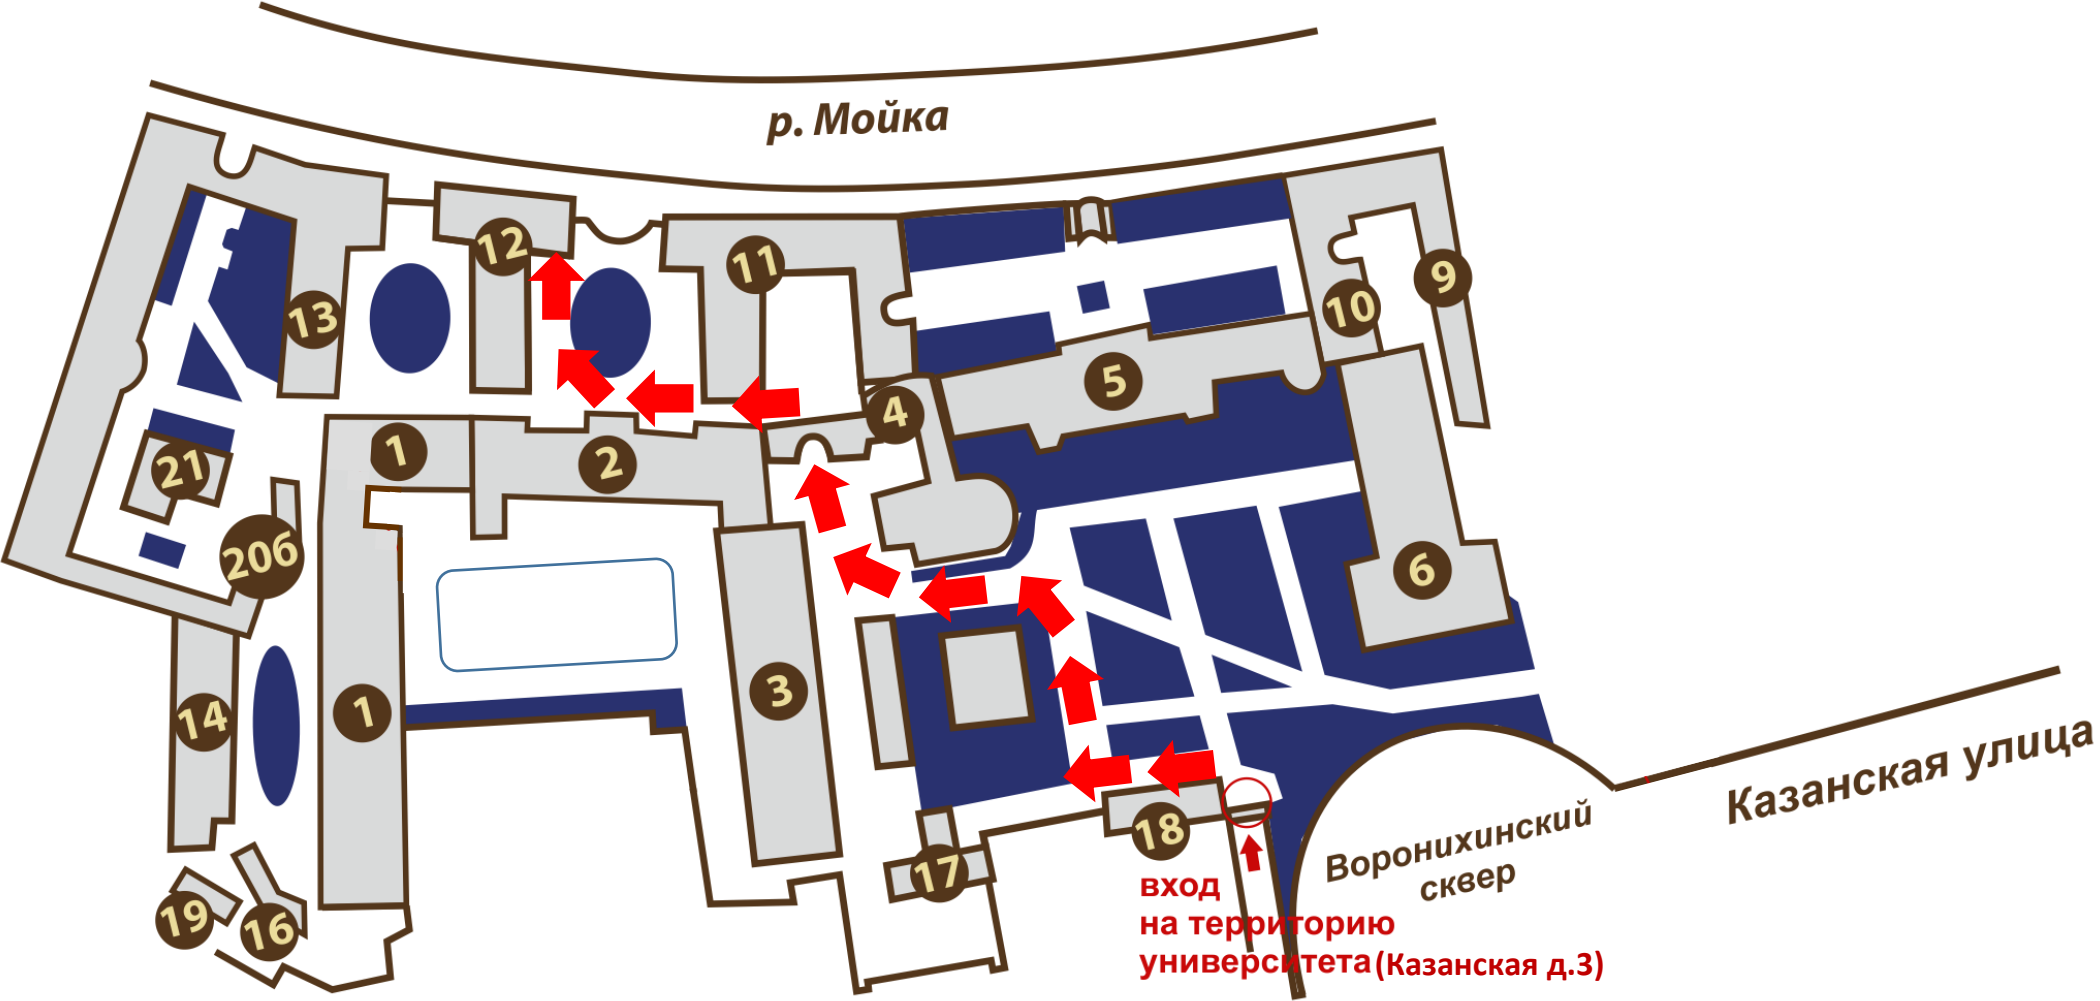 р. Мойка
12
11
9
10
13
5
4
1
2
21
206
6
3
14
1
Казанская улица
18
Воронихинский
сквер
17
вход
на территорию
университета (Казанская д.3)
19
16